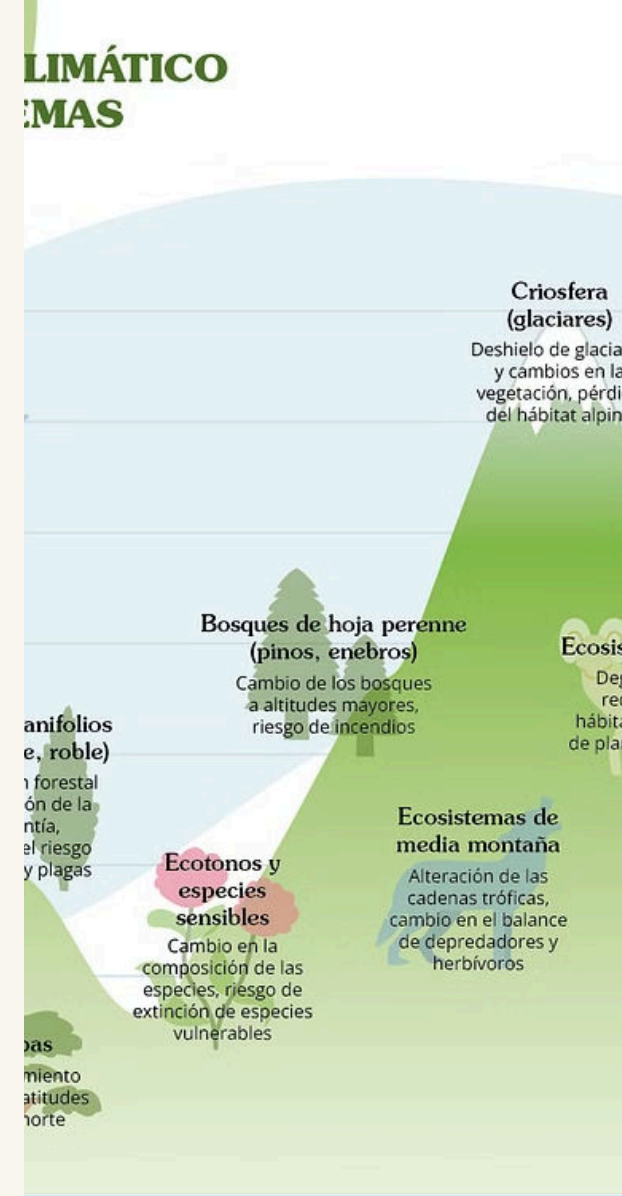 LIMÁTICO
EMAS
Criosfera
(glaciares)
Deshielo de glacia
y cambios en la
vegetación, pérdi
del hábitat alpin
Bosques de hoja perenne
(pinos, enebros)
Cambio de los bosques
a altitudes mayores,
riesgo de incendios
Ecosis
Deg
rec
hábita
de plan
anifolios
e, roble)
n forestal
ón de la
ntía,
el riesgo
y plagas
Ecosistemas de
media montaña
Alteración de las
cadenas tróficas,
cambio en el balance
de depredadores y
herbívoros
Ecotonos y
especies
sensibles
Cambio en la
composición de las
especies, riesgo de
extinción de especies
vulnerables
pas
miento
atitudes
norte